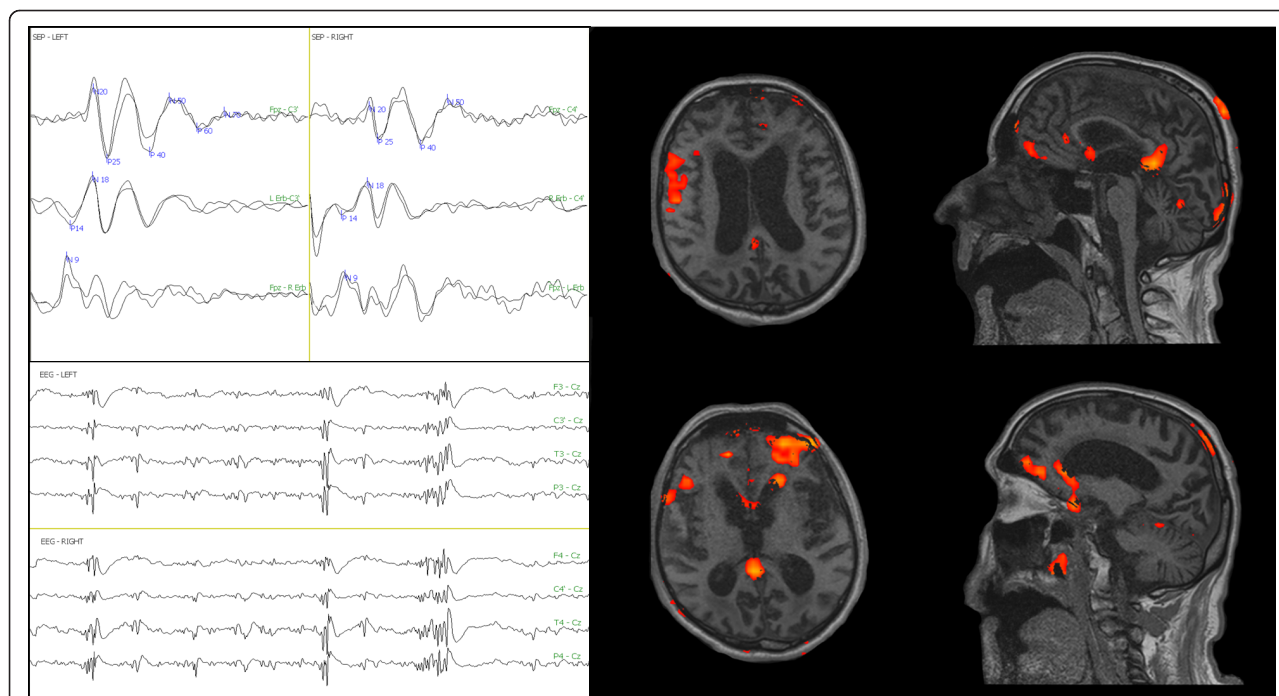 SEP - LEFT
SEP - RIGHT
N20
N 50
N 70
Fpz - C3'
P 60
P25
P 40
N 20
N 50
Fpz - C4'
P 25
P 40
N 18
L Erb-C3'
P14
N 18
R Erb - C4'
P 14
N 9
Fpz - R Erb
N 9
Fpz - L Erb
EEG - LEFT
F3 - Cz
C3' - Cz
T3 - Cz
P3 - Cz
EEG - RIGHT
F4 - Cz
C4' - Cz
T4 - Cz
P4 - Cz